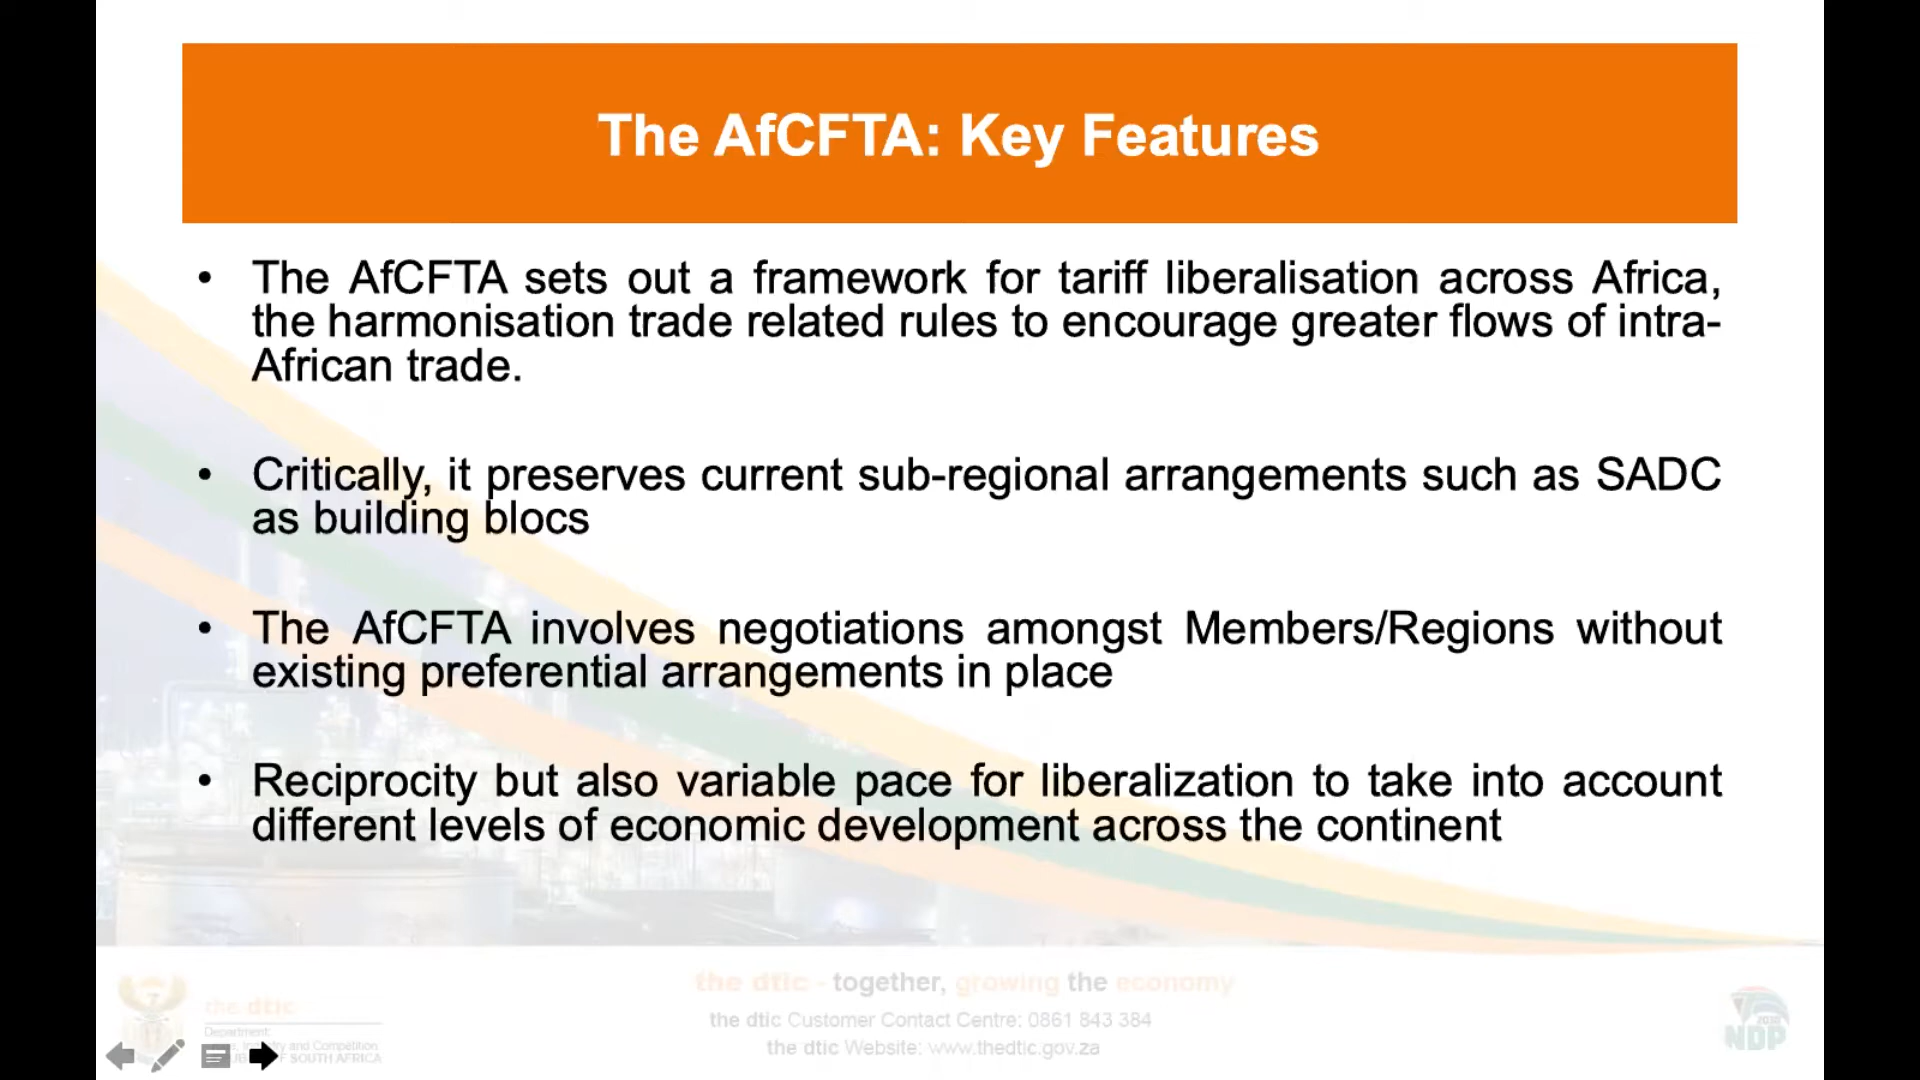 The AfCFTA: Key Features
• The AfCFTA sets out a framework for tariff liberalisation across Africa,
the harmonisation trade related rules to encourage greater flows of intra-
African trade.
• Critically, it preserves current sub-regional arrangements such as SADC
as building blocs
• The AfCFTA involves negotiations amongst Members/Regions without
existing preferential arrangements in place
• Reciprocity but also variable pace for liberalization to take into account
different levels of economic development across the continent
the dtic - together, growing the economy
the dtic Customer Contact Centre: 0861 843 384
the dtic Website: www.thedtic.gov.za
the dtic
Department:
and Competition
OF SOUTH AFRICA
2030
NDP